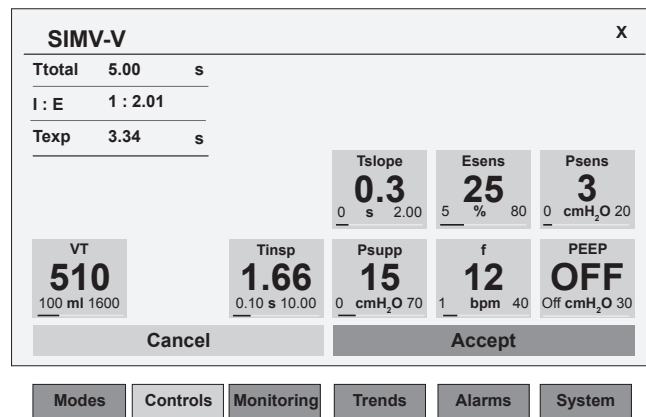 SIMV-V X
Ttotal 5.00 s
I : E 1 : 2.01
Texp 3.34 s
Tslope Esens Psens
0.3 25 3
0 s 2.00 5 % 80 0 cmH₂O 20
VT Tinsp Psupp f PEEP
510 1.66 15 12 OFF
100 ml 1600 0.10 s 10.00 0 cmH₂O 70 1 bpm 40 Off cmH₂O 30
Cancel Accept
Modes Controls Monitoring Trends Alarms System